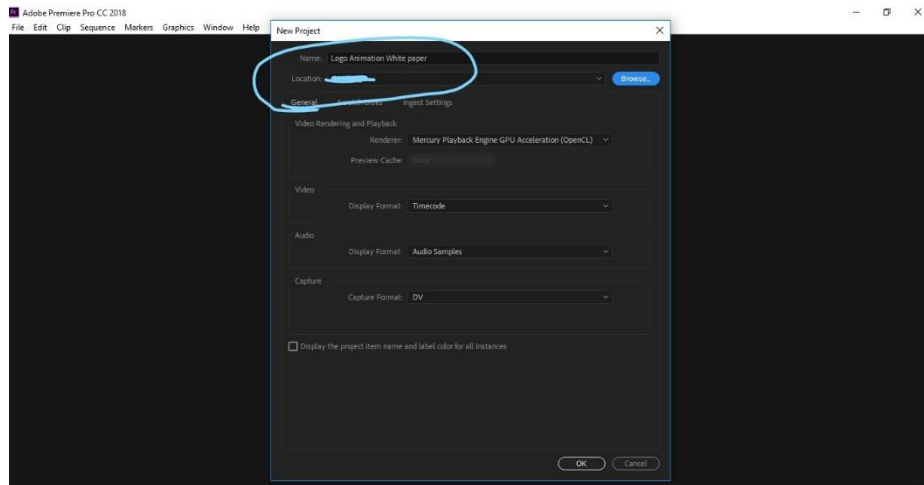 Pr Adobe Premiere Pro CC 2018
File Edit Clip Sequence Markers Graphics Window Help
New Project
Name: Logo Animation White paper
Location:
Browse...
General Ingest Settings
Video Rendering and Playback
Renderer: Mercury Playback Engine GPU Acceleration (OpenCL)
Preview Cache: None
Video
Display Format: Timecode
Audio
Display Format: Audio Samples
Capture
Capture Format: DV
Display the project item name and label color for all instances
OK Cancel